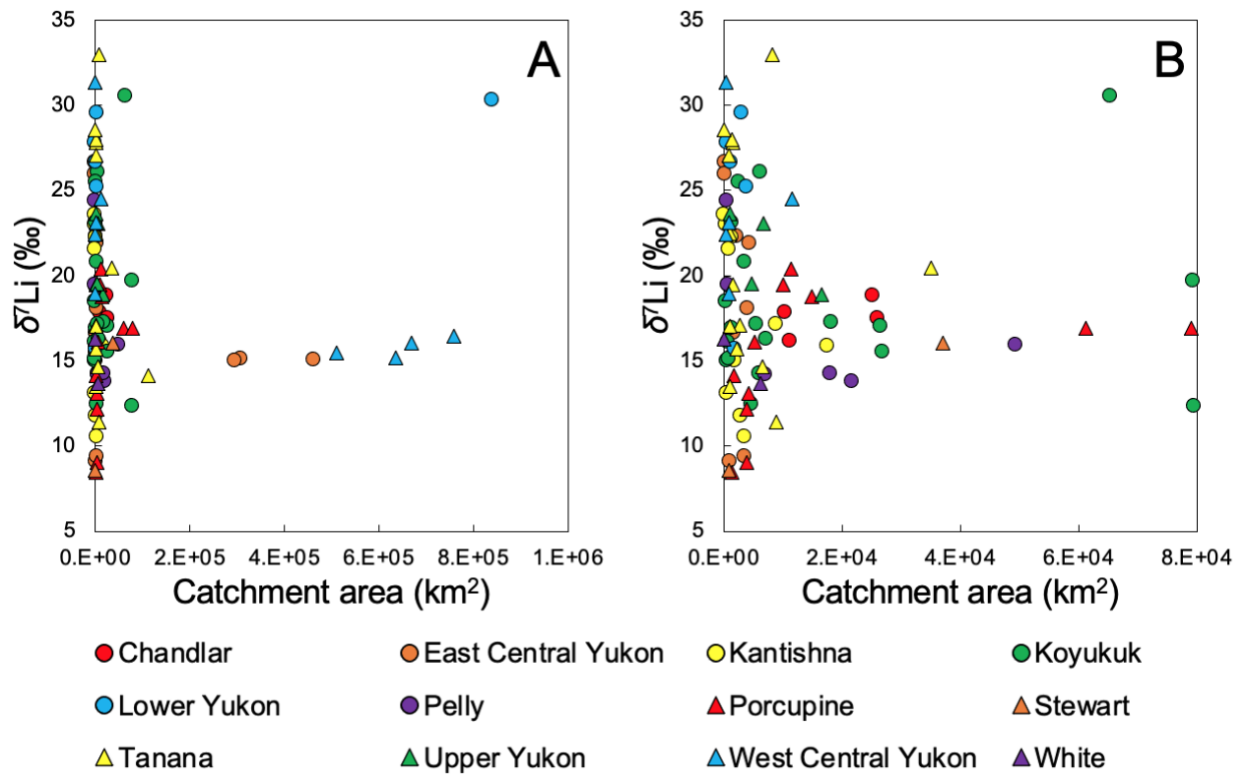 A
B
35
30
25
20
15
10
5
δ⁷Li (‰)
0.E+00 2.E+05 4.E+05 6.E+05 8.E+05 1.E+06
Catchment area (km²)
35
30
25
20
15
10
5
δ⁷Li (‰)
0.E+00 2.E+04 4.E+04 6.E+04 8.E+04
Catchment area (km²)
Chandlar East Central Yukon Kantishna Koyukuk
Lower Yukon Pelly Porcupine Stewart
Tanana Upper Yukon West Central Yukon White